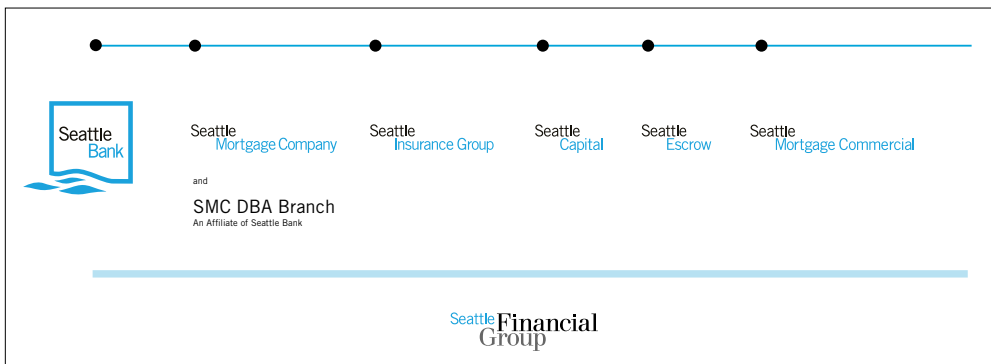 Seattle
Bank
Seattle
Mortgage Company
Seattle
Insurance Group
Seattle
Capital
Seattle
Escrow
Seattle
Mortgage Commercial
and
SMC DBA Branch
An Affiliate of Seattle Bank
Seattle Financial
Group